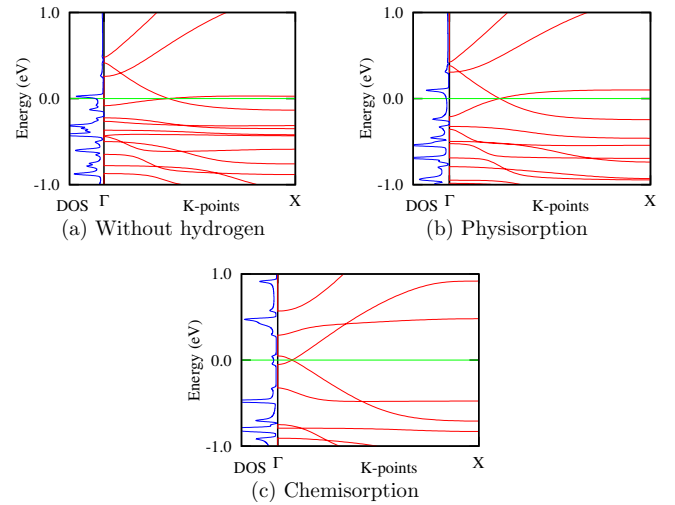 1.0
0.0
-1.0
Energy (eV)
DOS Γ K-points X
(a) Without hydrogen
1.0
0.0
-1.0
Energy (eV)
DOS Γ K-points X
(b) Physisorption
1.0
0.0
-1.0
Energy (eV)
DOS Γ K-points X
(c) Chemisorption